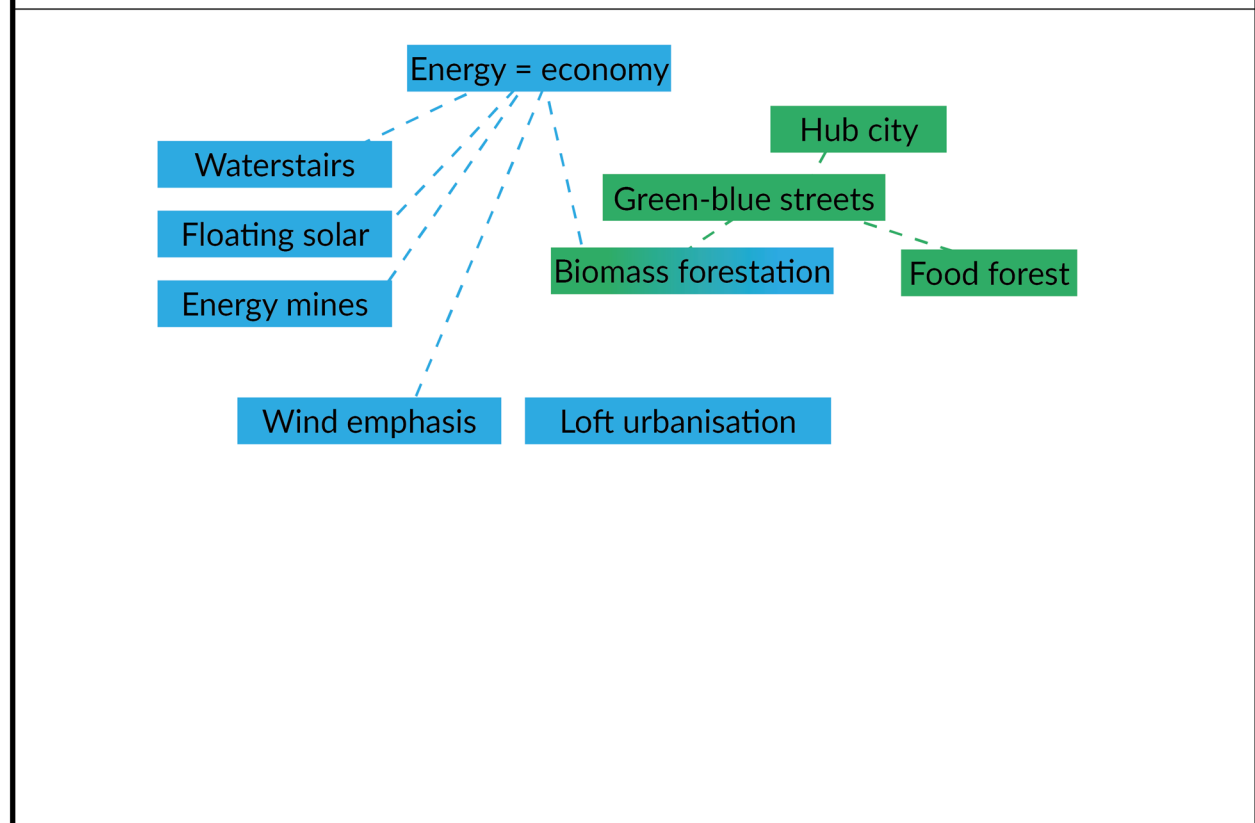 Energy = economy
Hub city
Waterstairs
Green-blue streets
Floating solar
Biomass forestation
Food forest
Energy mines
Wind emphasis
Loft urbanisation